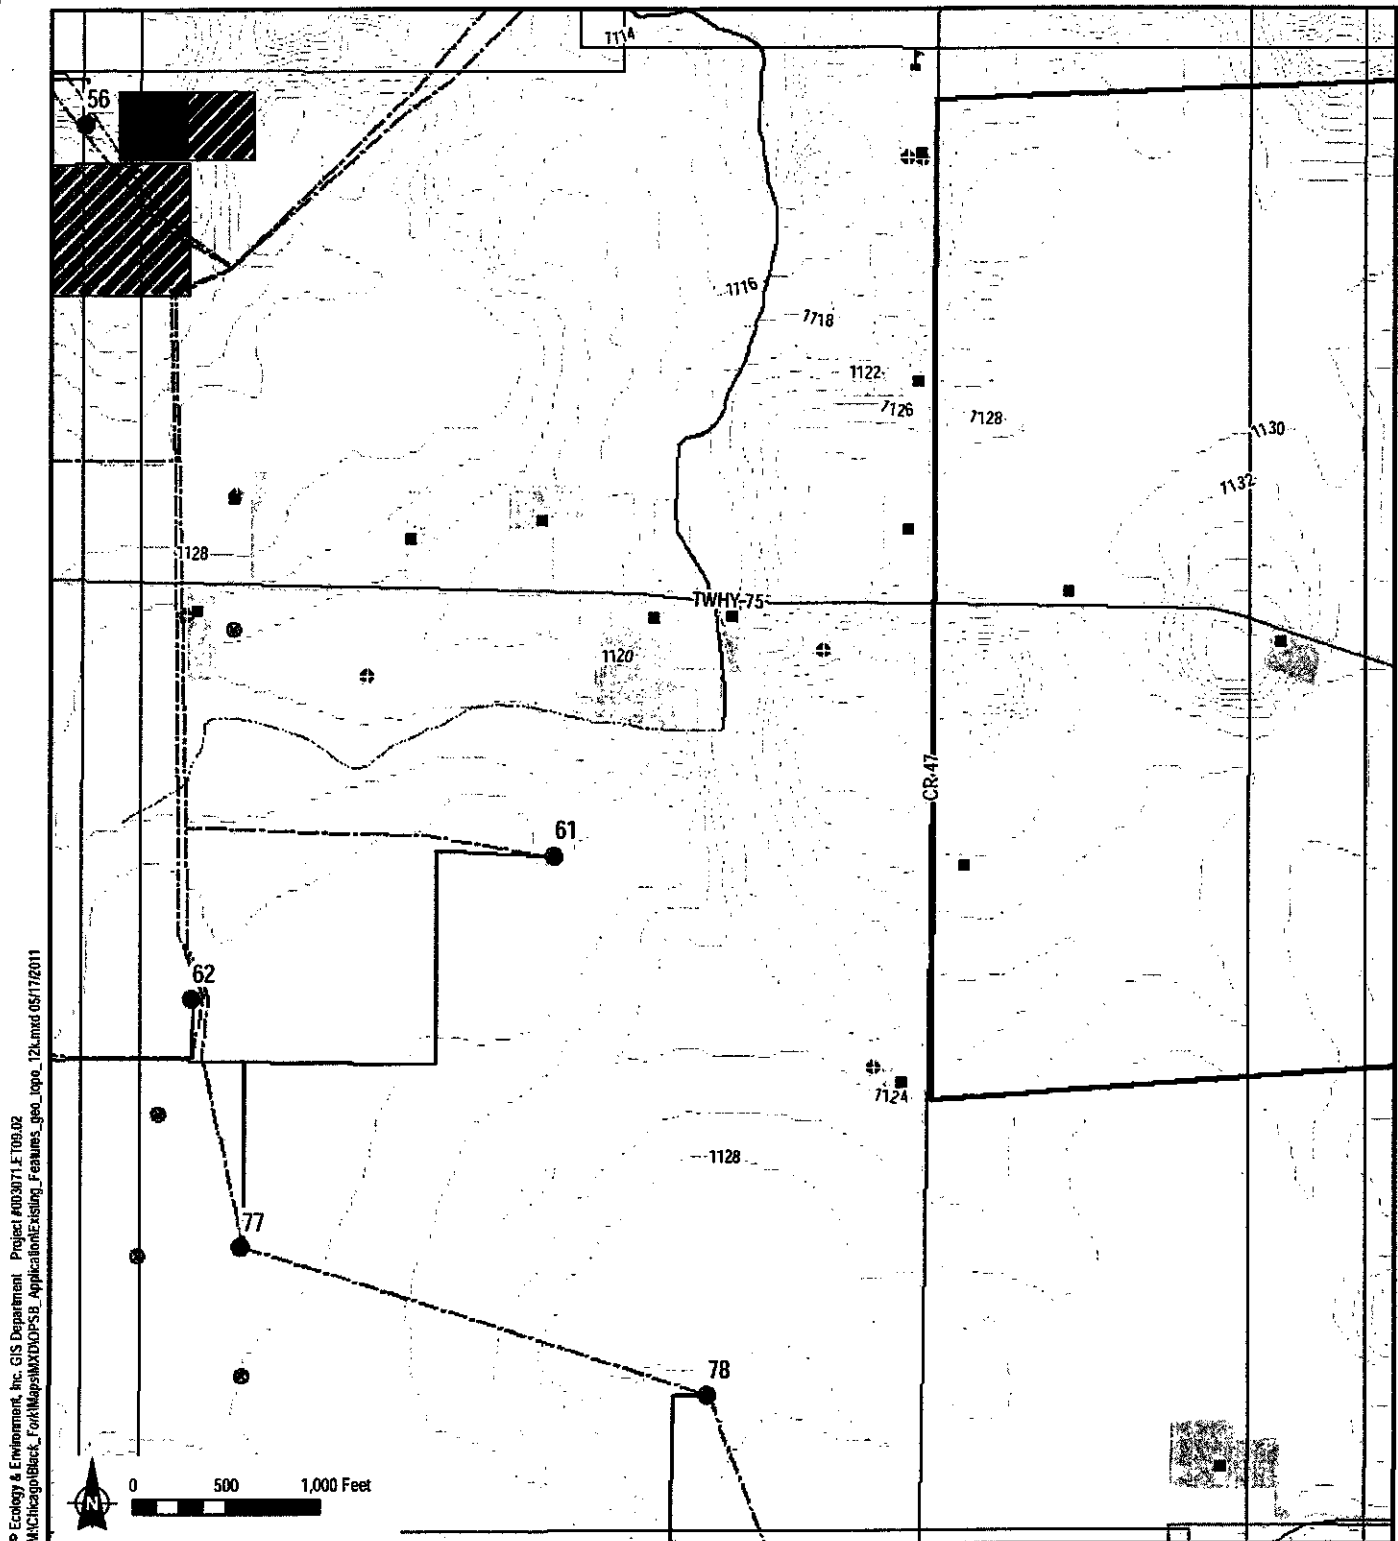 1114
56
1116
1118
1122
1126
1128
1130
1132
1128
TWHY-75
1120
CR-47
61
62
1124
1128
77
78
0 500 1,000 Feet
N
© Ecology & Environment, Inc. GIS Department Project #003071.ET09.02
M:\Chicago\Black_Fork\Maps\MXD\OPSB_Application\Existing_Features_geo_topo_12k.mxd 05/17/2011